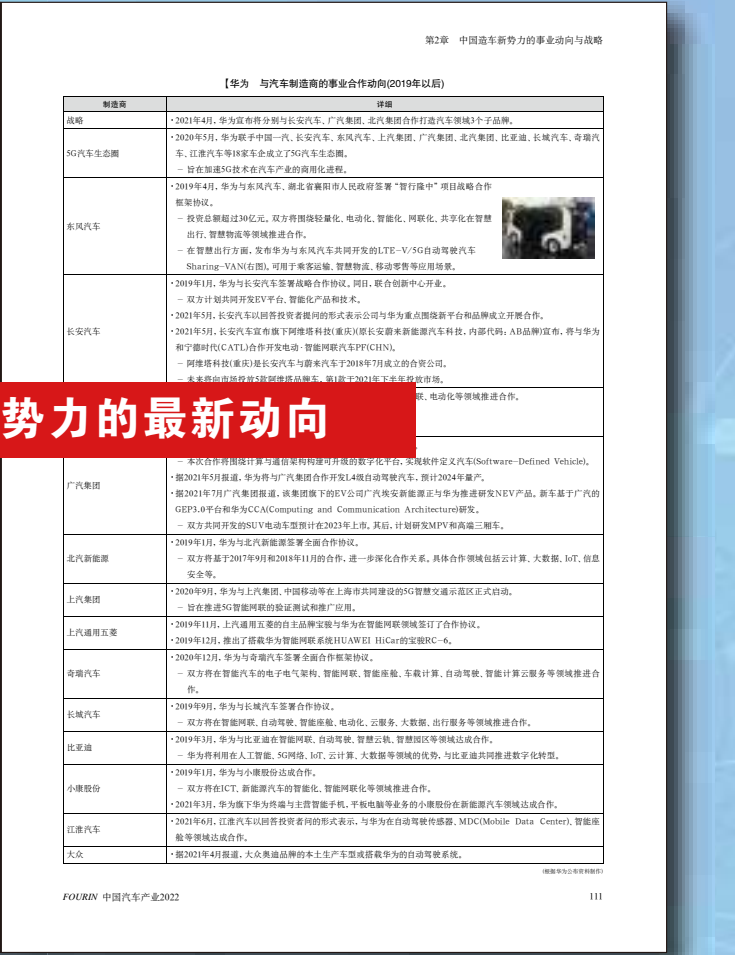 第2章　中国造车新势力的事业动向与战略
【华为　与汽车制造商的事业合作动向(2019年以后)
制造商
详细
战略
・2021年4月，华为宣布将分别与长安汽车、广汽集团、北汽集团合作打造汽车领域3个子品牌。
5G汽车生态圈
・2020年5月，华为联手中国一汽、长安汽车、东风汽车、上汽集团、广汽集团、北汽集团、比亚迪、长城汽车、奇瑞汽
车、江淮汽车等18家车企成立了5G汽车生态圈。
－ 旨在加速5G技术在汽车产业的商用化进程。
东风汽车
・2019年4月，华为与东风汽车、湖北省襄阳市人民政府签署“智行隆中”项目战略合作
框架协议。
－ 投资总额超过30亿元。双方将围绕轻量化、电动化、智能化、网联化、共享化在智慧
出行、智慧物流等领域推进合作。
－ 在智慧出行方面，发布华为与东风汽车共同开发的LTE-V/5G自动驾驶汽车
Sharing-VAN(右图)。可用于乘客运输、智慧物流、移动零售等应用场景。
长安汽车
・2019年1月，华为与长安汽车签署战略合作协议。同日，联合创新中心开业。
－ 双方计划共同开发EV平台、智能化产品和技术。
・2021年5月，长安汽车以回答投资者提问的形式表示公司与华为重点围绕新平台和品牌成立开展合作。
・2021年5月，长安汽车宣布旗下阿维塔科技(重庆)(原长安蔚来新能源汽车科技，内部代码：AB品牌)宣布，将与华为
和宁德时代(CATL)合作开发电动·智能网联汽车PF(CHN)。
－ 阿维塔科技(重庆)是长安汽车与蔚来汽车于2018年7月成立的合资公司。
－ 未来将向市场投放5款阿维塔品牌车，第1款于2021年下半年投放市场。
联、电动化等领域推进合作。
势力的最新动向
广汽集团
－ 本次合作将围绕计算与通信架构构建可升级的数字化平台，实现软件定义汽车(Software-Defined Vehicle)。
・据2021年5月报道，华为将与广汽集团合作开发L4级自动驾驶汽车，预计2024年量产。
・据2021年7月广汽集团报道，该集团旗下的EV公司广汽埃安新能源正与华为推进研发NEV产品。新车基于广汽的
GEP3.0平台和华为CCA(Computing and Communication Architecture)研发。
－ 双方共同开发的SUV电动车型预计在2023年上市。其后，计划研发MPV和高端三厢车。
北汽新能源
・2019年1月，华为与北汽新能源签署全面合作协议。
－ 双方将基于2017年9月和2018年11月的合作，进一步深化合作关系。具体合作领域包括云计算、大数据、IoT、信息
安全等。
上汽集团
・2020年9月，华为与上汽集团、中国移动等在上海市共同建设的5G智慧交通示范区正式启动。
－ 旨在推进5G智能网联的验证测试和推广应用。
上汽通用五菱
・2019年11月，上汽通用五菱的自主品牌宝骏与华为在智能网联领域签订了合作协议。
・2019年12月，推出了搭载华为智能网联系统HUAWEI HiCar的宝骏RC-6。
奇瑞汽车
・2020年12月，华为与奇瑞汽车签署全面合作框架协议。
－ 双方将在智能汽车的电子电气架构、智能网联、智能座舱、车载计算、自动驾驶、智能计算云服务等领域推进合
作。
长城汽车
・2019年9月，华为与长城汽车签署合作协议。
－ 双方将在智能网联、自动驾驶、智能座舱、电动化、云服务、大数据、出行服务等领域推进合作。
比亚迪
・2019年3月，华为与比亚迪在智能网联、自动驾驶、智慧云轨、智慧园区等领域达成合作。
－ 华为将利用在人工智能、5G网络、IoT、云计算、大数据等领域的优势，与比亚迪共同推进数字化转型。
小康股份
・2019年1月，华为与小康股份达成合作。
－ 双方将在ICT、新能源汽车的智能化、智能网联化等领域推进合作。
・2021年3月，华为旗下华为终端与主营智能手机，平板电脑等业务的小康股份在新能源汽车领域达成合作。
江淮汽车
・2021年6月，江淮汽车以回答投资者问的形式表示，与华为在自动驾驶传感器、MDC(Mobile Data Center)、智能座
舱等领域达成合作。
大众
・据2021年4月报道，大众奥迪品牌的本土生产车型或搭载华为的自动驾驶系统。
(根据华为公布资料制作)
FOURIN 中国汽车产业2022
111